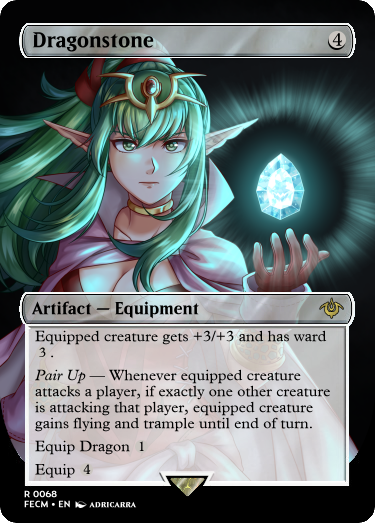 Dragonstone 4
Artifact — Equipment
Equipped creature gets +3/+3 and has ward
3 .
Pair Up — Whenever equipped creature
attacks a player, if exactly one other creature
is attacking that player, equipped creature
gains flying and trample until end of turn.
Equip Dragon 1
Equip 4
R 0068
FECM • EN ADRICARRA